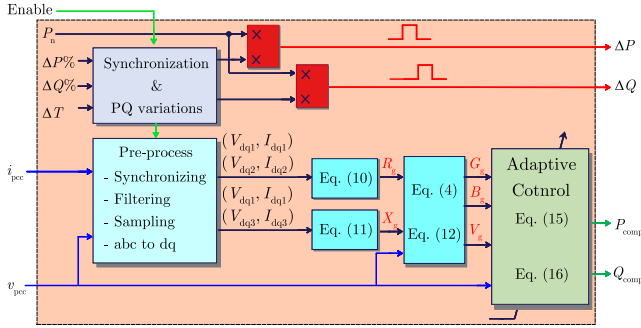 Enable
P_n
ΔP%
ΔQ%
ΔT
Synchronization
&
PQ variations
×
×
×
×
ΔP
ΔQ
i_pcc
v_pcc
Pre-process
- Synchronizing
- Filtering
- Sampling
- abc to dq
(V_dq1, I_dq1)
(V_dq2, I_dq2)
(V_dq1, I_dq1)
(V_dq3, I_dq3)
Eq. (10)
Eq. (11)
R_g
X_g
Eq. (4)
Eq. (12)
G_g
B_g
V_g
Adaptive
Cotnrol
Eq. (15)
Eq. (16)
P_comp
Q_comp